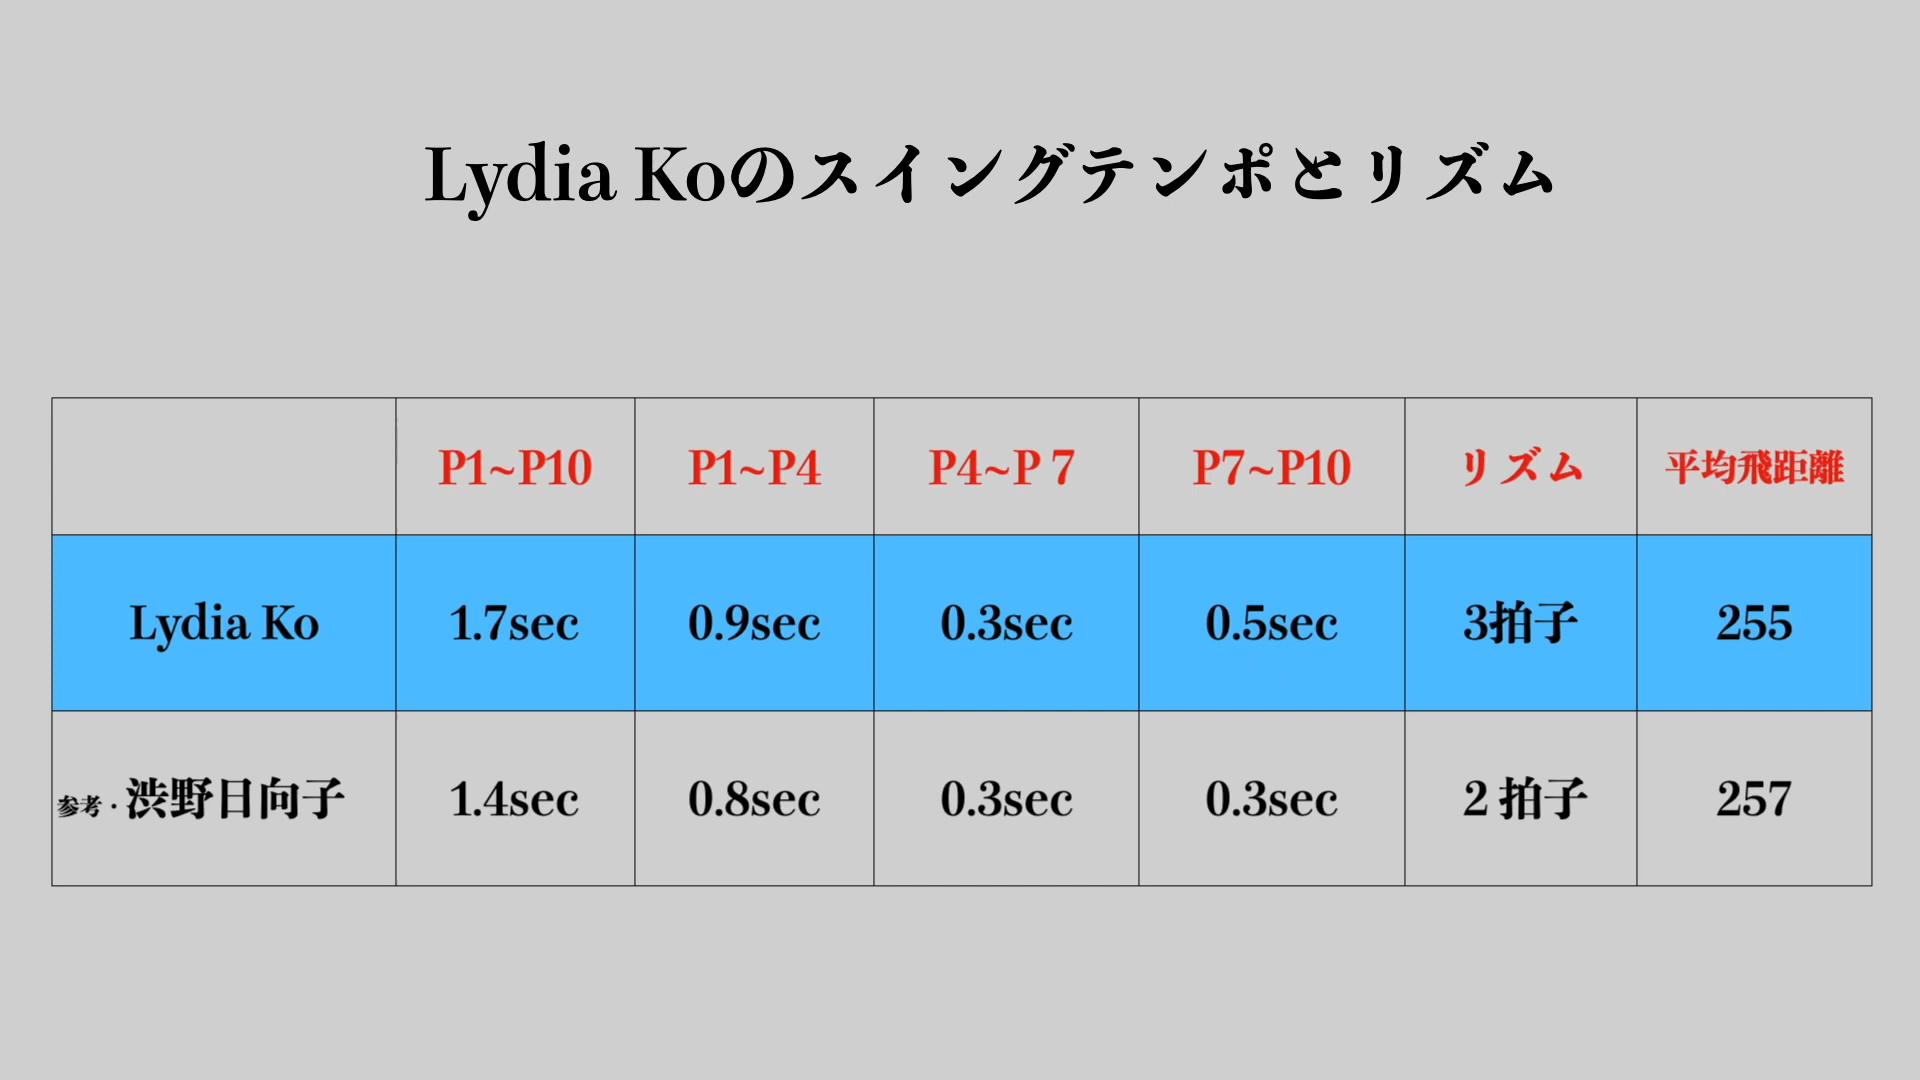 Lydia Koのスイングテンポとリズム
P1~P10 P1~P4 P4~P 7 P7~P10 リズム 平均飛距離
Lydia Ko 1.7sec 0.9sec 0.3sec 0.5sec 3拍子 255
参考・渋野日向子 1.4sec 0.8sec 0.3sec 0.3sec 2 拍子 257